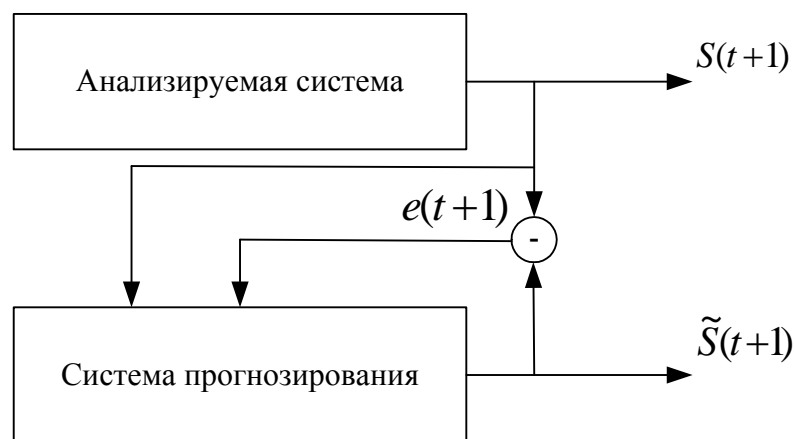 Анализируемая система
S(t+1)
e(t+1)
-
Система прогнозирования
S̃(t+1)